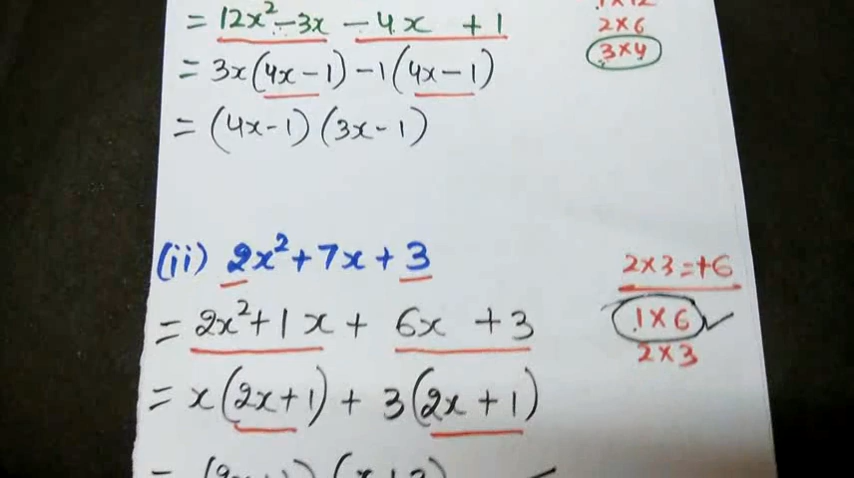 = 12x² - 3x - 4x + 1
2×6
= 3x(4x-1) -1(4x-1)
3×4
= (4x-1)(3x-1)
(ii) 2x² + 7x + 3
2×3=+6
= 2x² + 1x + 6x + 3
1×6 ✓
2×3
= x(2x+1) + 3(2x+1)